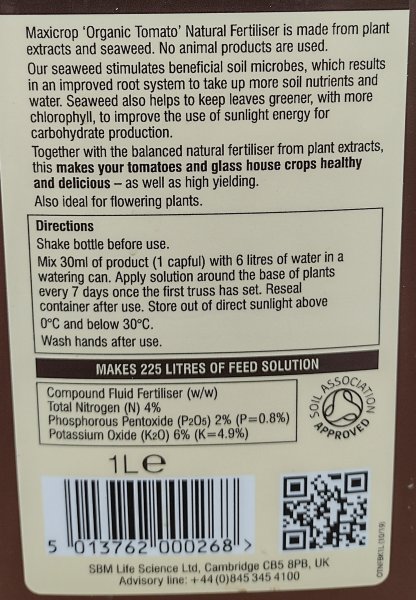 Maxicrop 'Organic Tomato' Natural Fertiliser is made from plant
extracts and seaweed. No animal products are used.
Our seaweed stimulates beneficial soil microbes, which results
in an improved root system to take up more soil nutrients and
water. Seaweed also helps to keep leaves greener, with more
chlorophyll, to improve the use of sunlight energy for
carbohydrate production.
Together with the balanced natural fertiliser from plant extracts,
this makes your tomatoes and glass house crops healthy
and delicious – as well as high yielding.
Also ideal for flowering plants.
Directions
Shake bottle before use.
Mix 30ml of product (1 capful) with 6 litres of water in a
watering can. Apply solution around the base of plants
every 7 days once the first truss has set. Reseal
container after use. Store out of direct sunlight above
0°C and below 30°C.
Wash hands after use.
MAKES 225 LITRES OF FEED SOLUTION
Compound Fluid Fertiliser (w/w)
Total Nitrogen (N) 4%
Phosphorous Pentoxide (P2O5) 2% (P=0.8%)
Potassium Oxide (K2O) 6% (K=4.9%)
SOIL ASSOCIATION
APPROVED
1L e
5 013762 000268 >
SBM Life Science Ltd, Cambridge CB5 8PB, UK
Advisory line: +44(0)845 345 4100